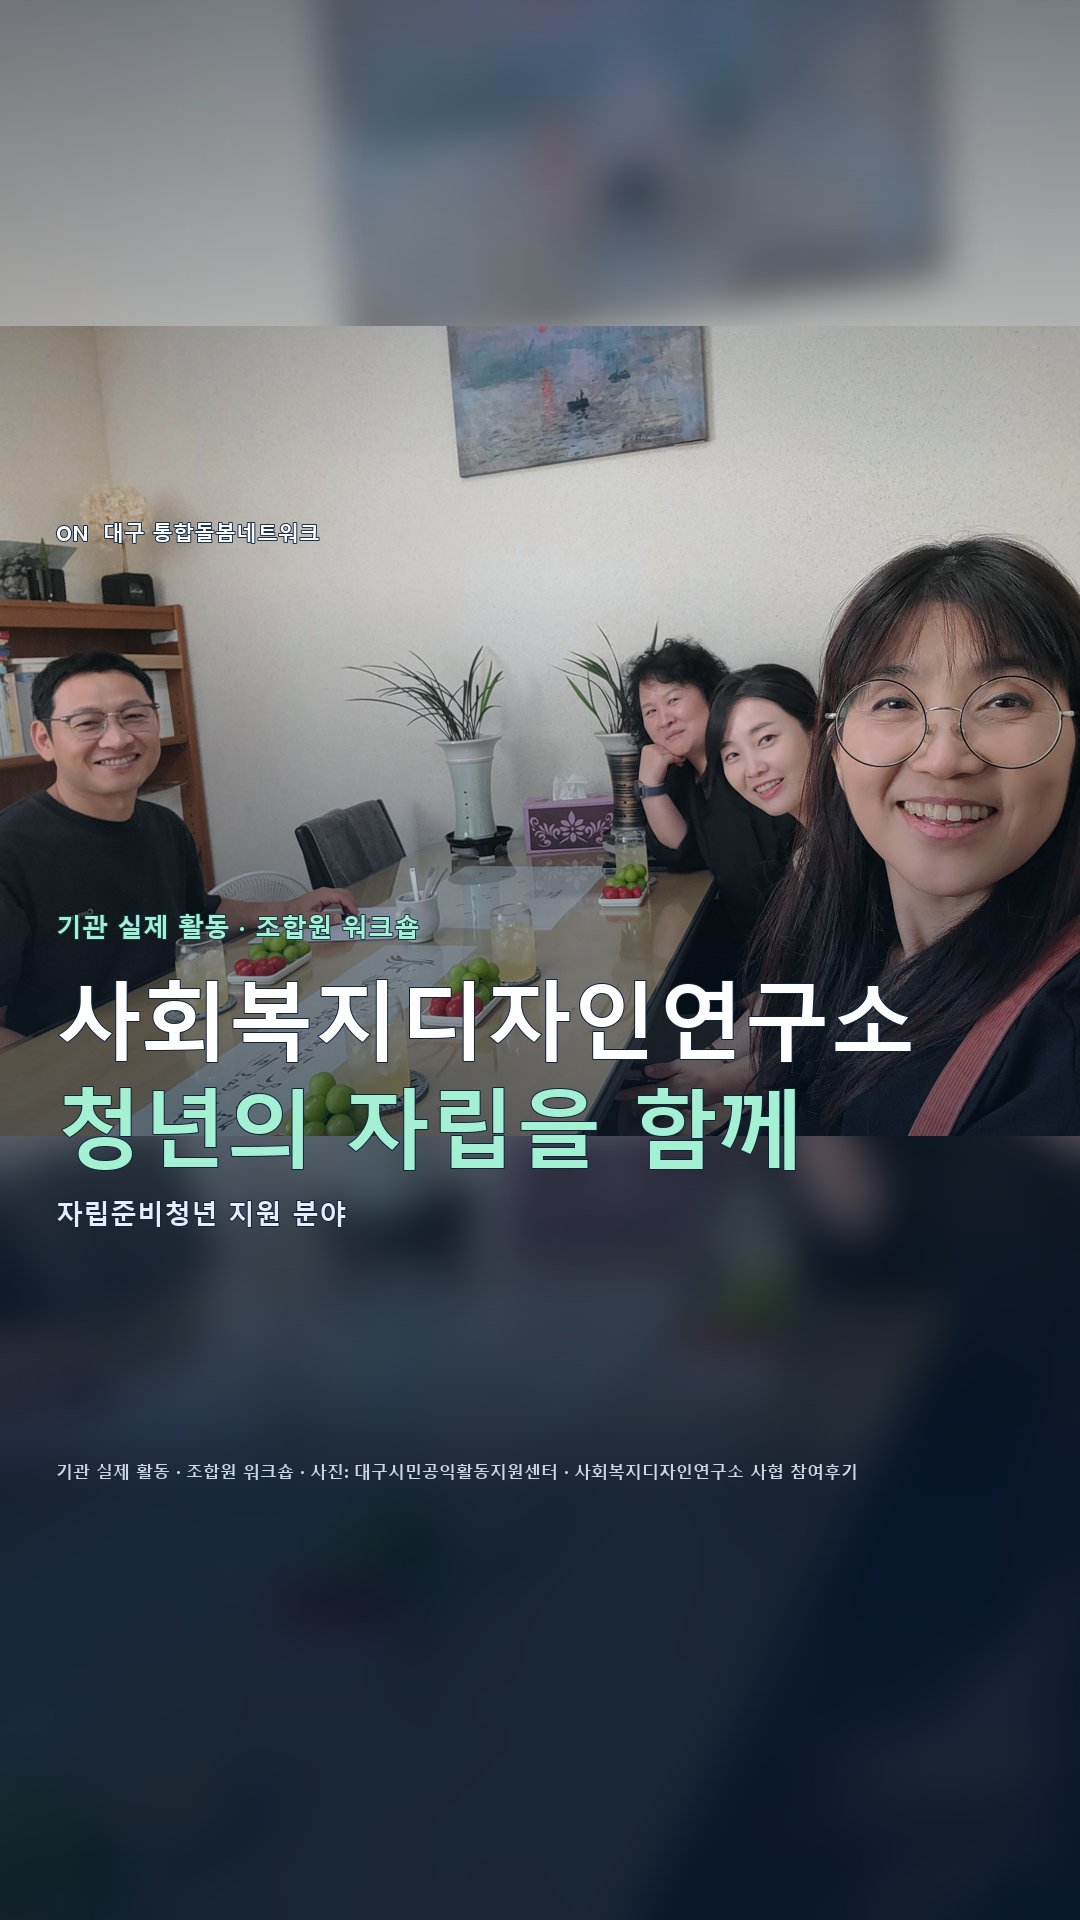 ON 대구 통합돌봄네트워크
기관 실제 활동 · 조합원 워크숍
사회복지디자인연구소
청년의 자립을 함께
자립준비청년 지원 분야
기관 실제 활동 · 조합원 워크숍 · 사진: 대구시민공익활동지원센터 · 사회복지디자인연구소 사협 참여후기